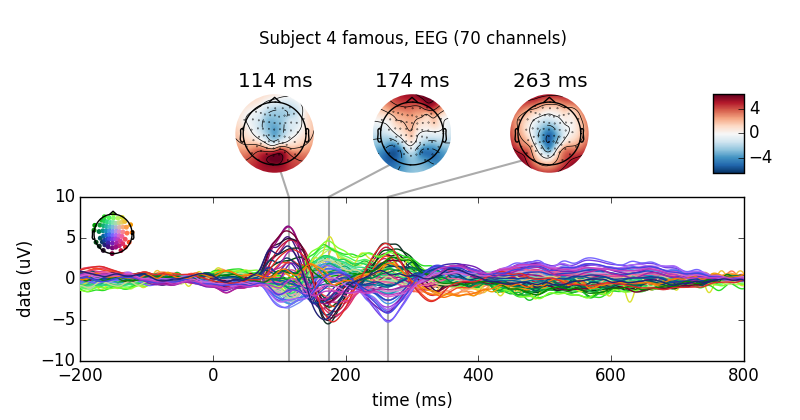 Subject 4 famous, EEG (70 channels)
114 ms 174 ms 263 ms
4
0
−4
10
5
0
−5
−10
data (uV)
−200 0 200 400 600 800
time (ms)